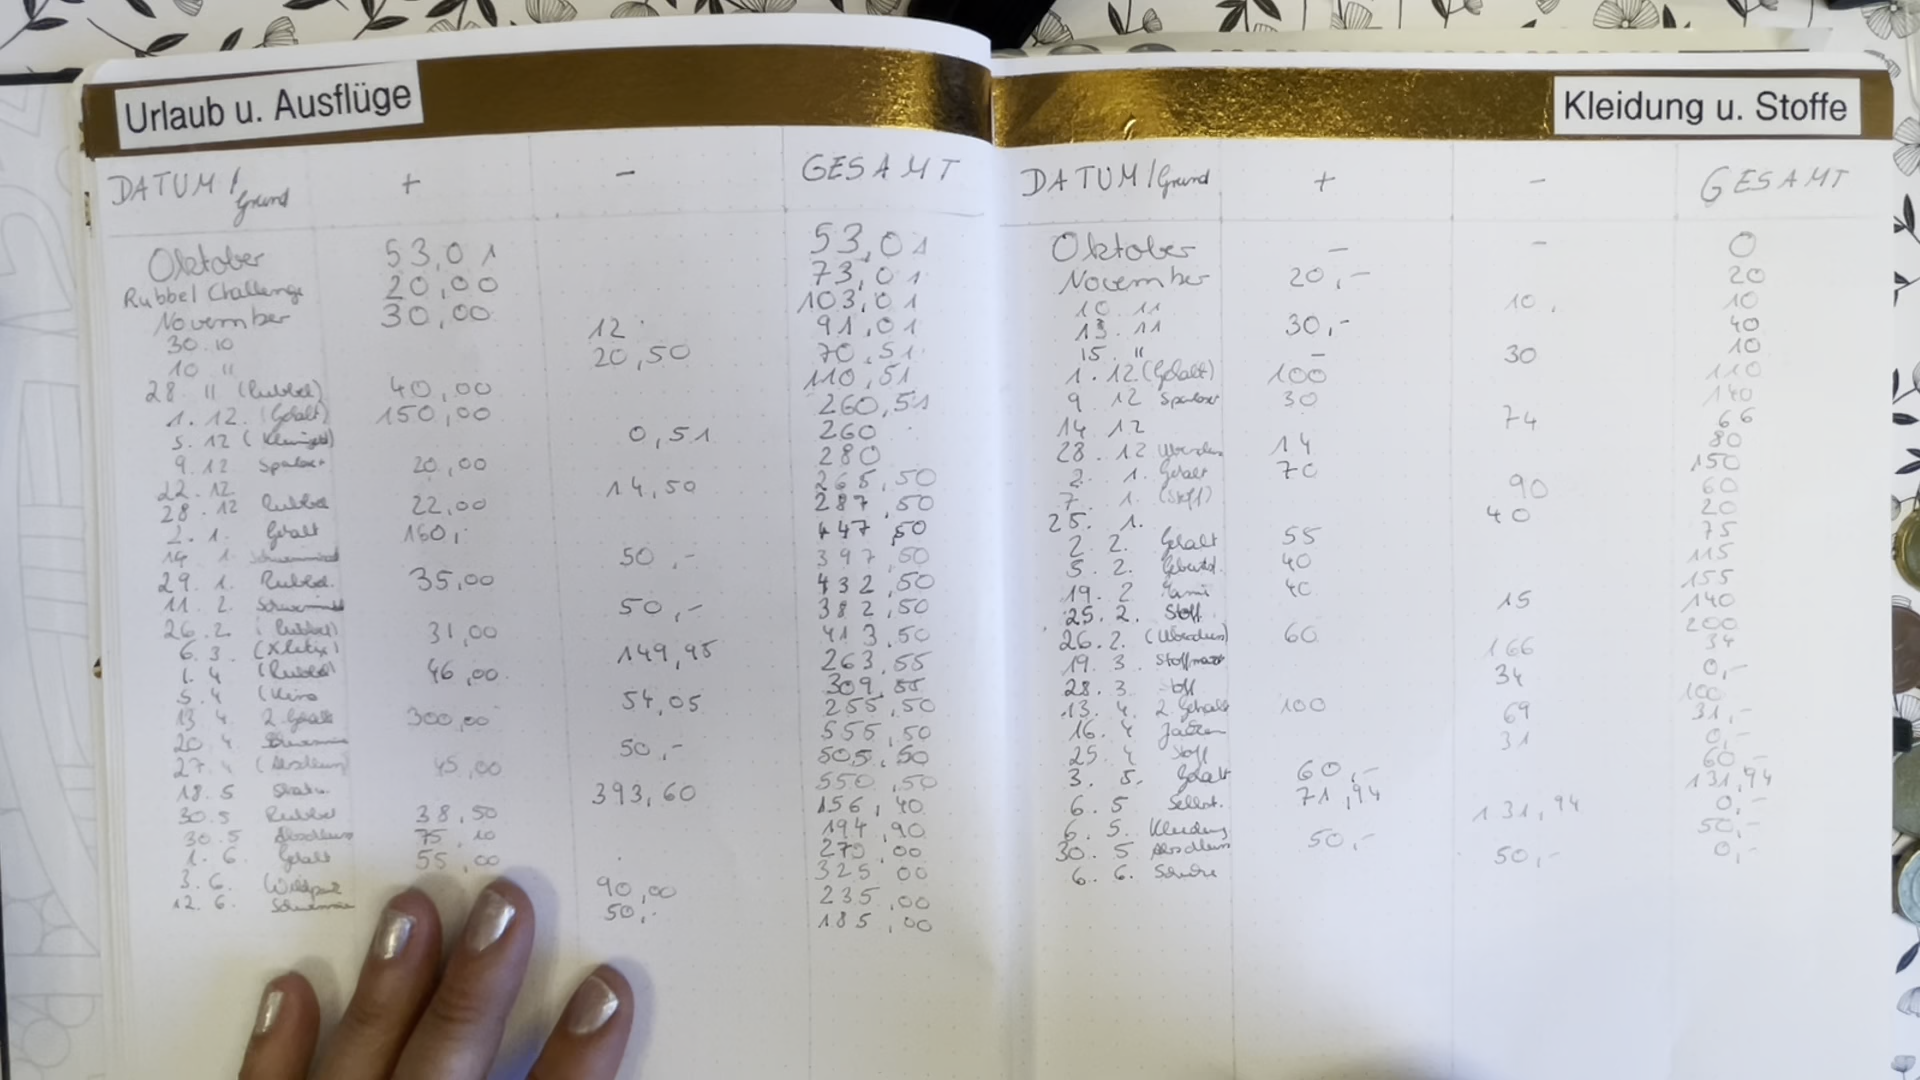 Urlaub u. Ausflüge
DATUM / Grund + - GESAMT
Oktober 53,01 53,01
Rubbel Challenge 20,00 73,01
November 30,00 103,01
30.10 12 91,01
10 " 20,50 70,51
28. " (Rubbel) 40,00 110,51
1.12. (Gehalt) 150,00 260,51
5.12 (Kleingeld) 0,51 260
9.12 20,00 280
22.12 14,50 265,50
28.12 Rubbel 22,00 287,50
2.1. Gehalt 160,- 447,50
14 1. 50,- 397,50
29.1. Rubbel. 35,00 432,50
11.2. 50,- 382,50
26.2. (Rubbel) 31,00 413,50
6.3. 149,95 263,55
1.4 (Rubbel) 46,00 309,55
5.4 (Kino 54,05 255,50
13 4. 2. Gehalt 300,00 555,50
20 4. 50,- 505,50
27.4 45,00 550,50
18.5 393,60 156,40
30.5 Rubbel 38,50 194,90
30.5 75,10 270,00
1.6. Gehalt 55,00 325 00
3.6. Wildpark 90,00 235,00
12.6. 50,- 185,00
Kleidung u. Stoffe
DATUM / Grund + - GESAMT
Oktober - - 0
November 20,- 20
10 11 10, 10
13.11 30,- 40
15. " - 30 10
1.12 (Gehalt) 100 110
9 12 30 140
14 12 74 66
28.12 14 80
2 1. Gehalt 70 150
7. 1. (Stoff) 90 60
25. 1. 40 20
2 2. Gehalt 55 75
5. 2. 40 115
19. 2 40 155
25. 2. Stoff 15 140
26.2. 60 200
19. 3. Stoffmarkt 166 34
28. 3. Stoff 34 0,-
13. 4. 2. Gehalt 100 100
16. 4 69 31,-
25. 4 Stoff 31 0,-
3. 5. Gehalt 60,- 60,-
6. 5 71,94 131,94
6. 5. Kleidung 131,94 0,-
30. 5 50,- 50,-
6. 6. Schuhe 50,- 0,-